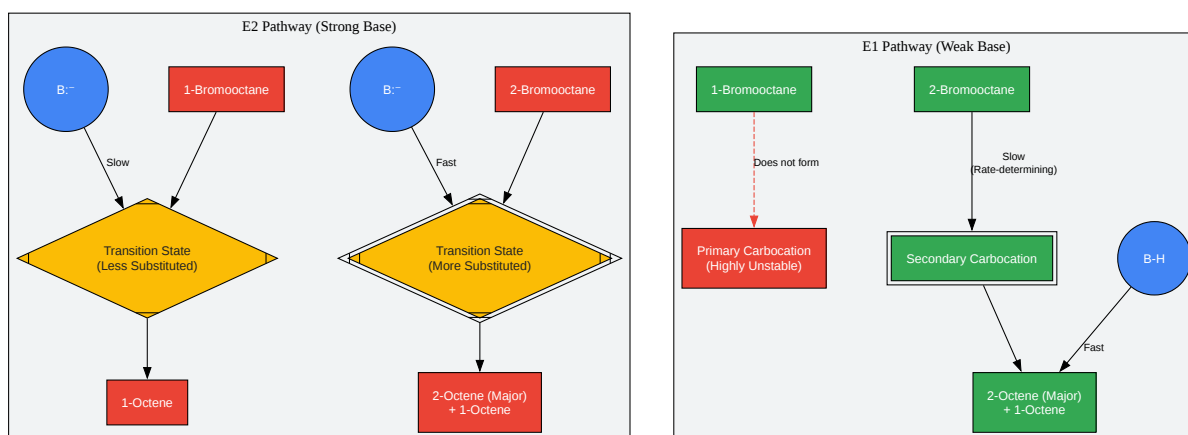 E2 Pathway (Strong Base)
B:⁻
1-Bromooctane
B:⁻
2-Bromooctane
Slow
Fast
Transition State
(Less Substituted)
Transition State
(More Substituted)
1-Octene
2-Octene (Major)
+ 1-Octene
E1 Pathway (Weak Base)
1-Bromooctane
2-Bromooctane
Does not form
Slow
(Rate-determining)
Primary Carbocation
(Highly Unstable)
Secondary Carbocation
B-H
Fast
2-Octene (Major)
+ 1-Octene